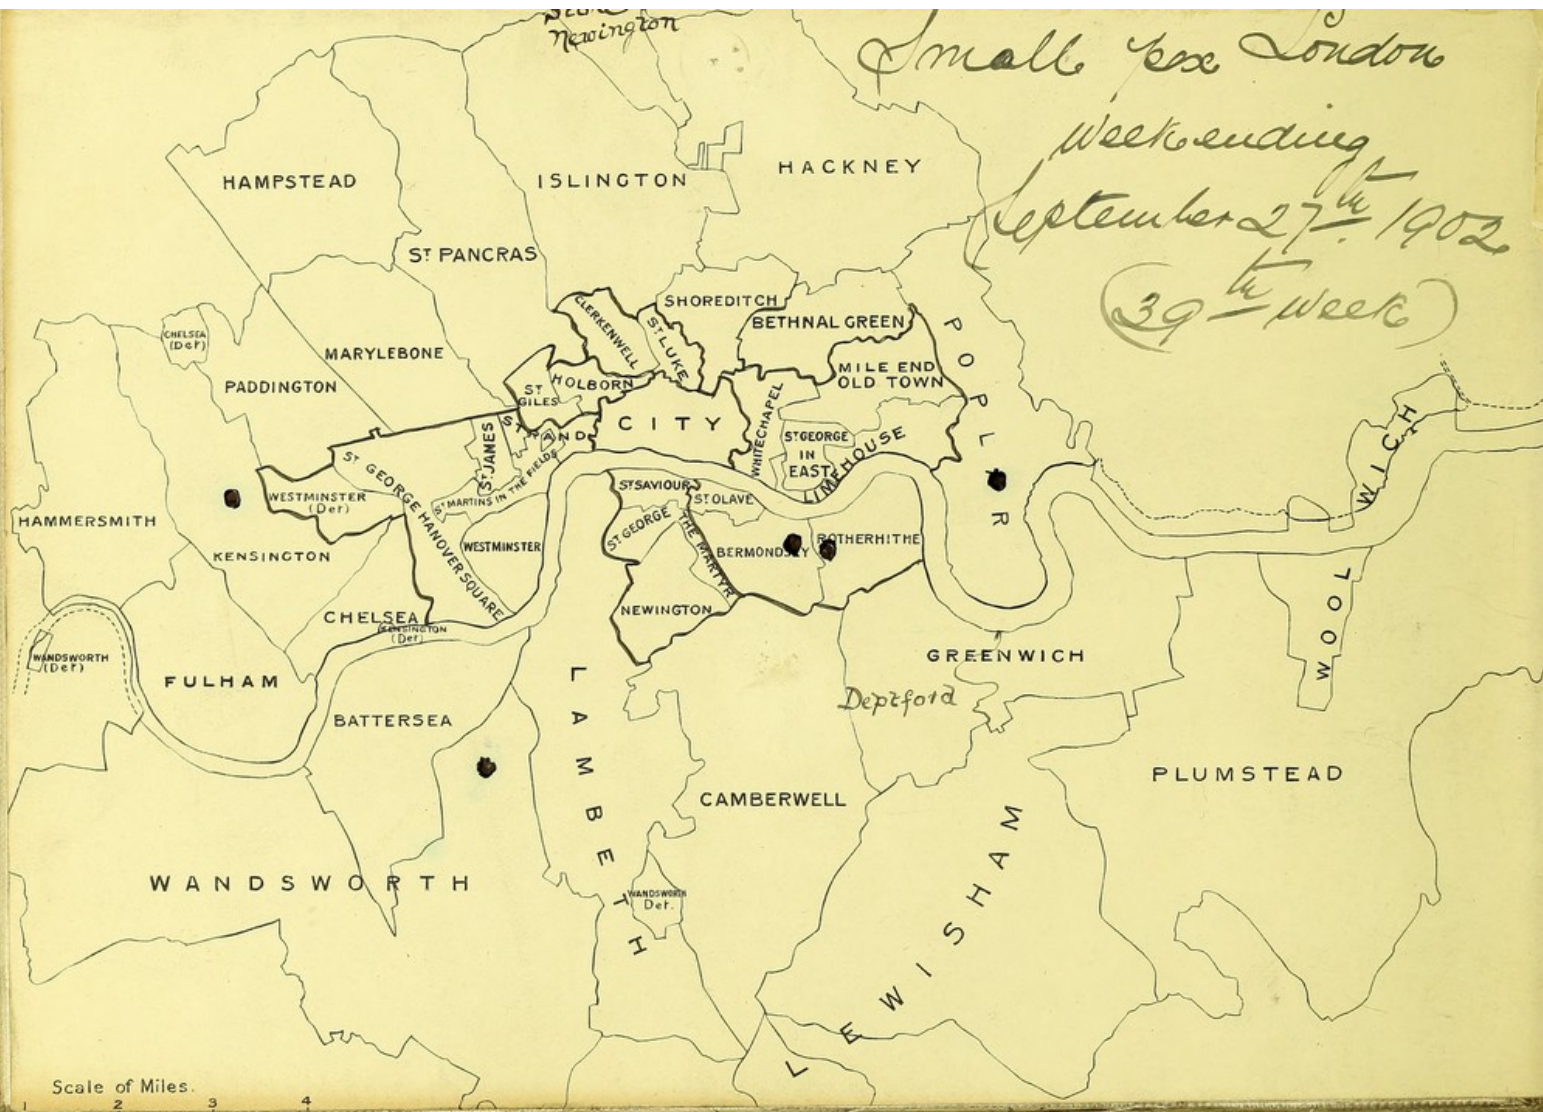 Newington
Small pox London
Week ending
September 27th. 1902
(39th Week)
HAMPSTEAD
ISLINGTON
HACKNEY
ST PANCRAS
SHOREDITCH
CLERKENWELL
ST LUKE
BETHNAL GREEN
POPLAR
CHELSEA
(Det)
MARYLEBONE
PADDINGTON
MILE END
OLD TOWN
ST
GILES
HOLBORN
CITY
WHITECHAPEL
STRAND
ST JAMES
ST GEORGE
IN
EAST
LIMEHOUSE
ST GEORGE HANOVER SQUARE
ST MARTINS IN THE FIELDS
WESTMINSTER
(Det)
ST SAVIOUR
ST OLAVE
HAMMERSMITH
KENSINGTON
WESTMINSTER
ST GEORGE THE MARTYR
BERMONDSEY
ROTHERHITHE
NEWINGTON
WOOLWICH
CHELSEA
KENSINGTON
(Det)
WANDSWORTH
(Det)
FULHAM
GREENWICH
Deptford
BATTERSEA
LAMBETH
CAMBERWELL
PLUMSTEAD
WANDSWORTH
WANDSWORTH
Det.
LEWISHAM
Scale of Miles.
1 2 3 4